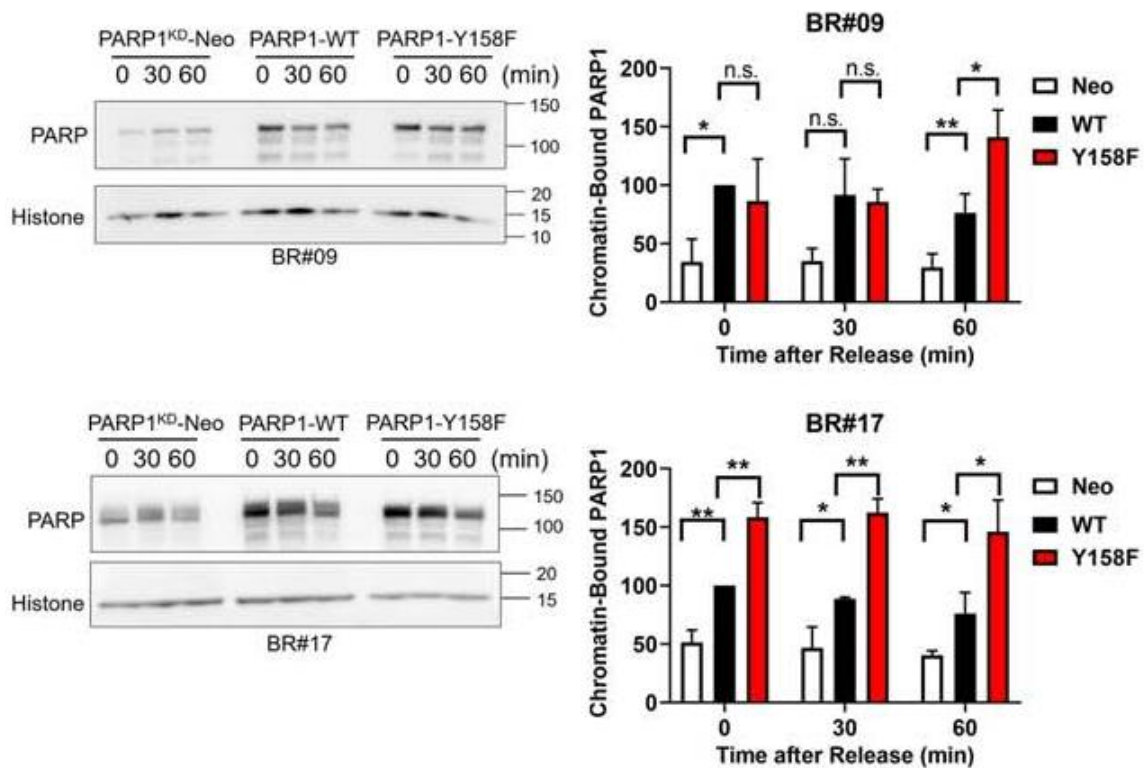 PARP1ᴷᴰ-Neo PARP1-WT PARP1-Y158F
0 30 60 0 30 60 0 30 60 (min)
PARP
150
100
Histone
20
15
10
BR#09
BR#09
Chromatin-Bound PARP1
200
150
100
50
0
* n.s.
n.s. n.s.
** *
0 30 60
Time after Release (min)
Neo
WT
Y158F
PARP1ᴷᴰ-Neo PARP1-WT PARP1-Y158F
0 30 60 0 30 60 0 30 60 (min)
PARP
150
100
Histone
20
15
BR#17
BR#17
Chromatin-Bound PARP1
200
150
100
50
0
** **
* **
* *
0 30 60
Time after Release (min)
Neo
WT
Y158F